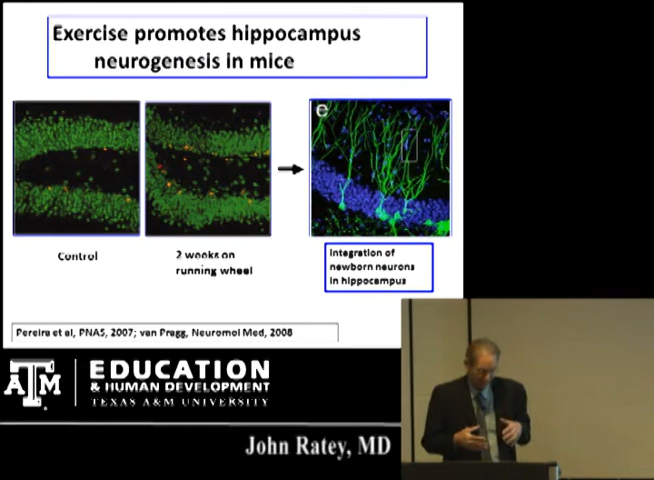 Exercise promotes hippocampus
neurogenesis in mice
e
Control
2 weeks on
running wheel
Integration of
newborn neurons
in hippocampus
Pereira et al, PNAS, 2007; van Pragg, Neuromol Med, 2008
ATM
EDUCATION
& HUMAN DEVELOPMENT
TEXAS A&M UNIVERSITY
John Ratey, MD